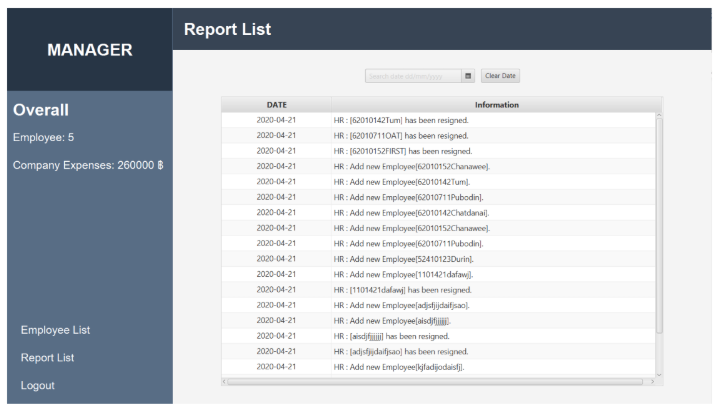 MANAGER
Report List
Overall
Employee: 5
Company Expenses: 260000 ฿
Employee List
Report List
Logout
Search date dd/mm/yyyy
Clear Date
DATE Information
2020-04-21 HR : [62010142Tum] has been resigned.
2020-04-21 HR : [62010711OAT] has been resigned.
2020-04-21 HR : [62010152FIRST] has been resigned.
2020-04-21 HR : Add new Employee[62010152Chanawee].
2020-04-21 HR : Add new Employee[62010142Tum].
2020-04-21 HR : Add new Employee[62010711Pubodin].
2020-04-21 HR : Add new Employee[62010142Chatdanai].
2020-04-21 HR : Add new Employee[62010152Chanawee].
2020-04-21 HR : Add new Employee[62010711Pubodin].
2020-04-21 HR : Add new Employee[52410123Durin].
2020-04-21 HR : Add new Employee[1101421dafawj].
2020-04-21 HR : [1101421dafawj] has been resigned.
2020-04-21 HR : Add new Employee[adjsfjijdaifjsao].
2020-04-21 HR : Add new Employee
2020-04-21 HR : has been resigned.
2020-04-21 HR : [adjsfjijdaifjsao] has been resigned.
2020-04-21 HR : Add new Employee[kjfadijodaisfj].